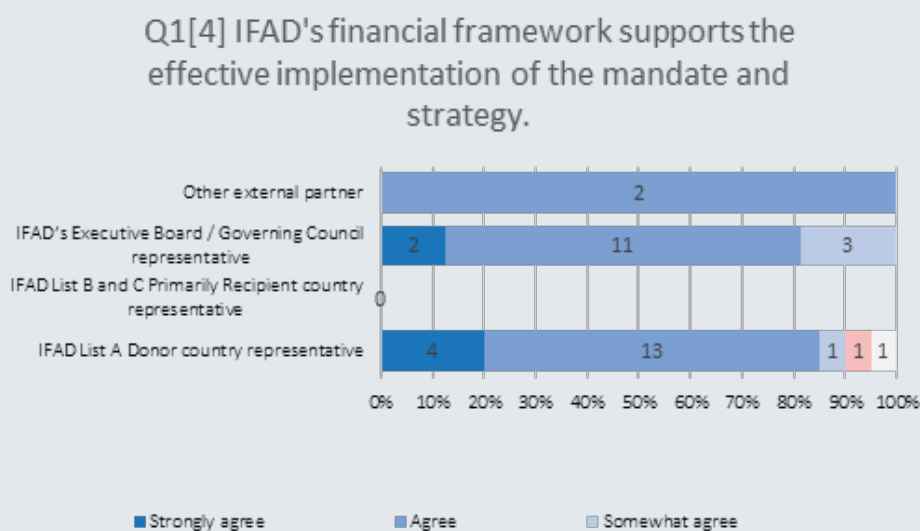 Q1[4] IFAD's financial framework supports the
effective implementation of the mandate and
strategy.
Other external partner
2
IFAD's Executive Board / Governing Council
representative
2 11 3
IFAD List B and C Primarily Recipient country
representative
0
IFAD List A Donor country representative
4 13 1 1 1
0% 10% 20% 30% 40% 50% 60% 70% 80% 90% 100%
Strongly agree Agree Somewhat agree